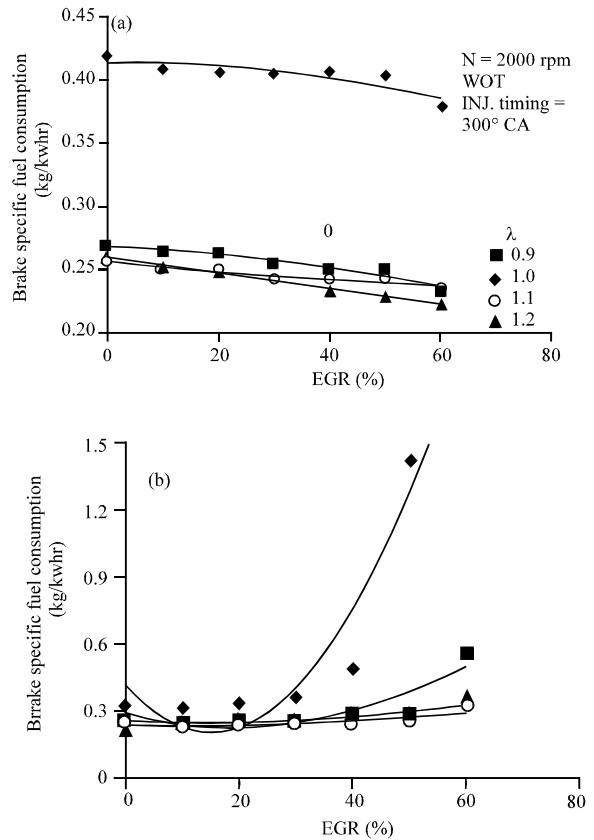 0.45
(a)
0.40
0.35
0.30
0.25
0.20
Brake specific fuel consumption
(kg/kwhr)
N = 2000 rpm
WOT
INJ. timing =
300° CA
0
λ
0.9
1.0
1.1
1.2
0 20 40 60 80
EGR (%)
1.5
(b)
1.2
0.9
0.6
0.3
0
Brrake specific fuel consumption
(kg/kwhr)
0 20 40 60 80
EGR (%)